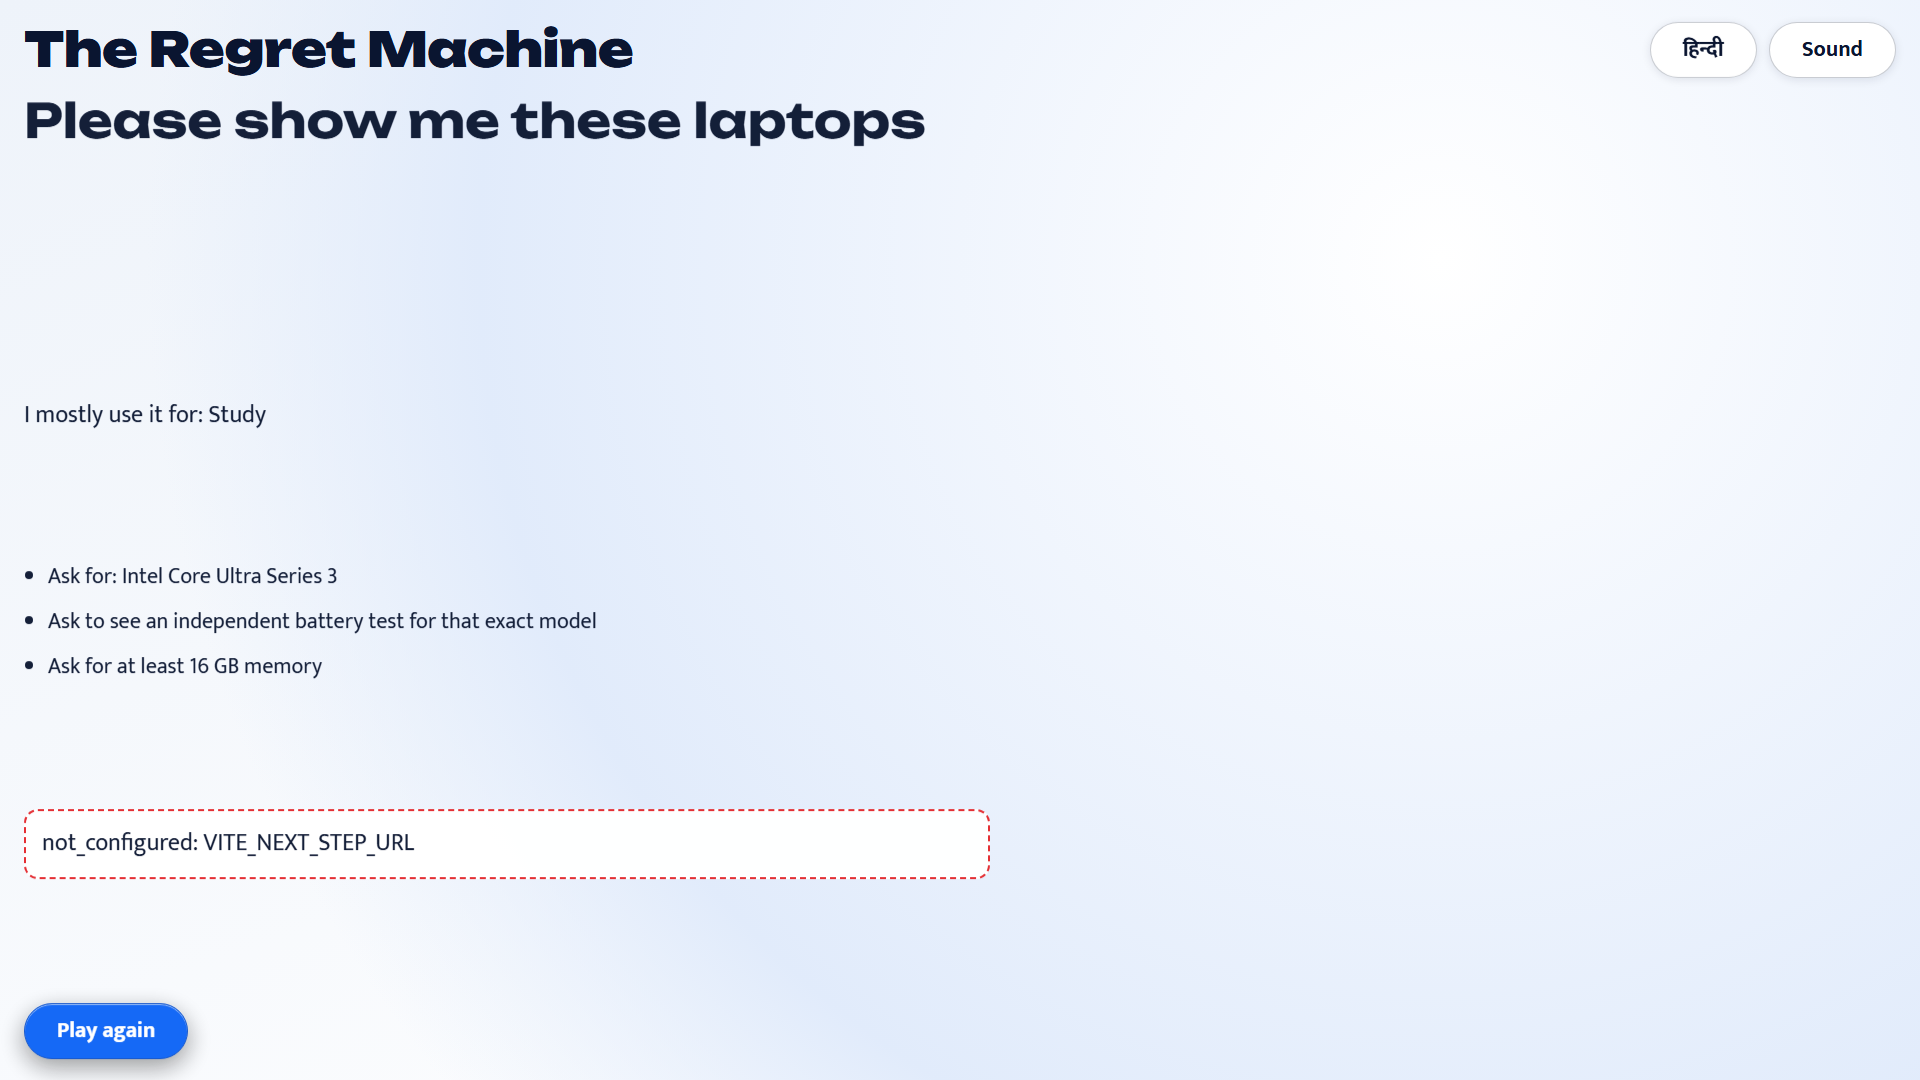 The Regret Machine
हिन्दी
Sound
Please show me these laptops
I mostly use it for: Study
Ask for: Intel Core Ultra Series 3
Ask to see an independent battery test for that exact model
Ask for at least 16 GB memory
not_configured: VITE_NEXT_STEP_URL
Play again